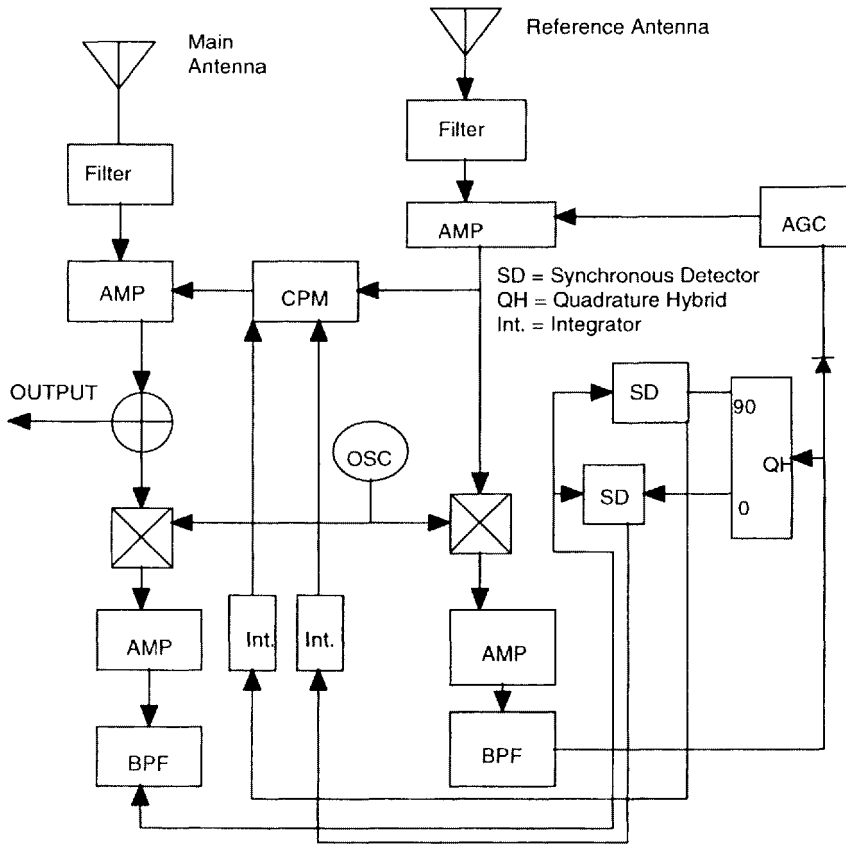 Main
Antenna
Reference Antenna
Filter
Filter
AMP
AGC
AMP
CPM
SD = Synchronous Detector
QH = Quadrature Hybrid
Int. = Integrator
OUTPUT
SD
90
OSC
QH
SD
0
AMP
Int.
Int.
AMP
BPF
BPF